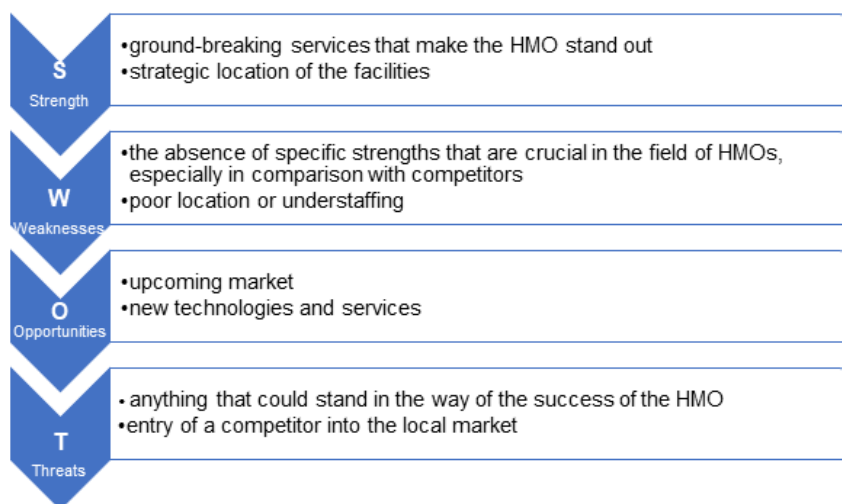 S
Strength
•ground-breaking services that make the HMO stand out
•strategic location of the facilities
W
Weaknesses
•the absence of specific strengths that are crucial in the field of HMOs,
especially in comparison with competitors
•poor location or understaffing
O
Opportunities
•upcoming market
•new technologies and services
T
Threats
• anything that could stand in the way of the success of the HMO
•entry of a competitor into the local market